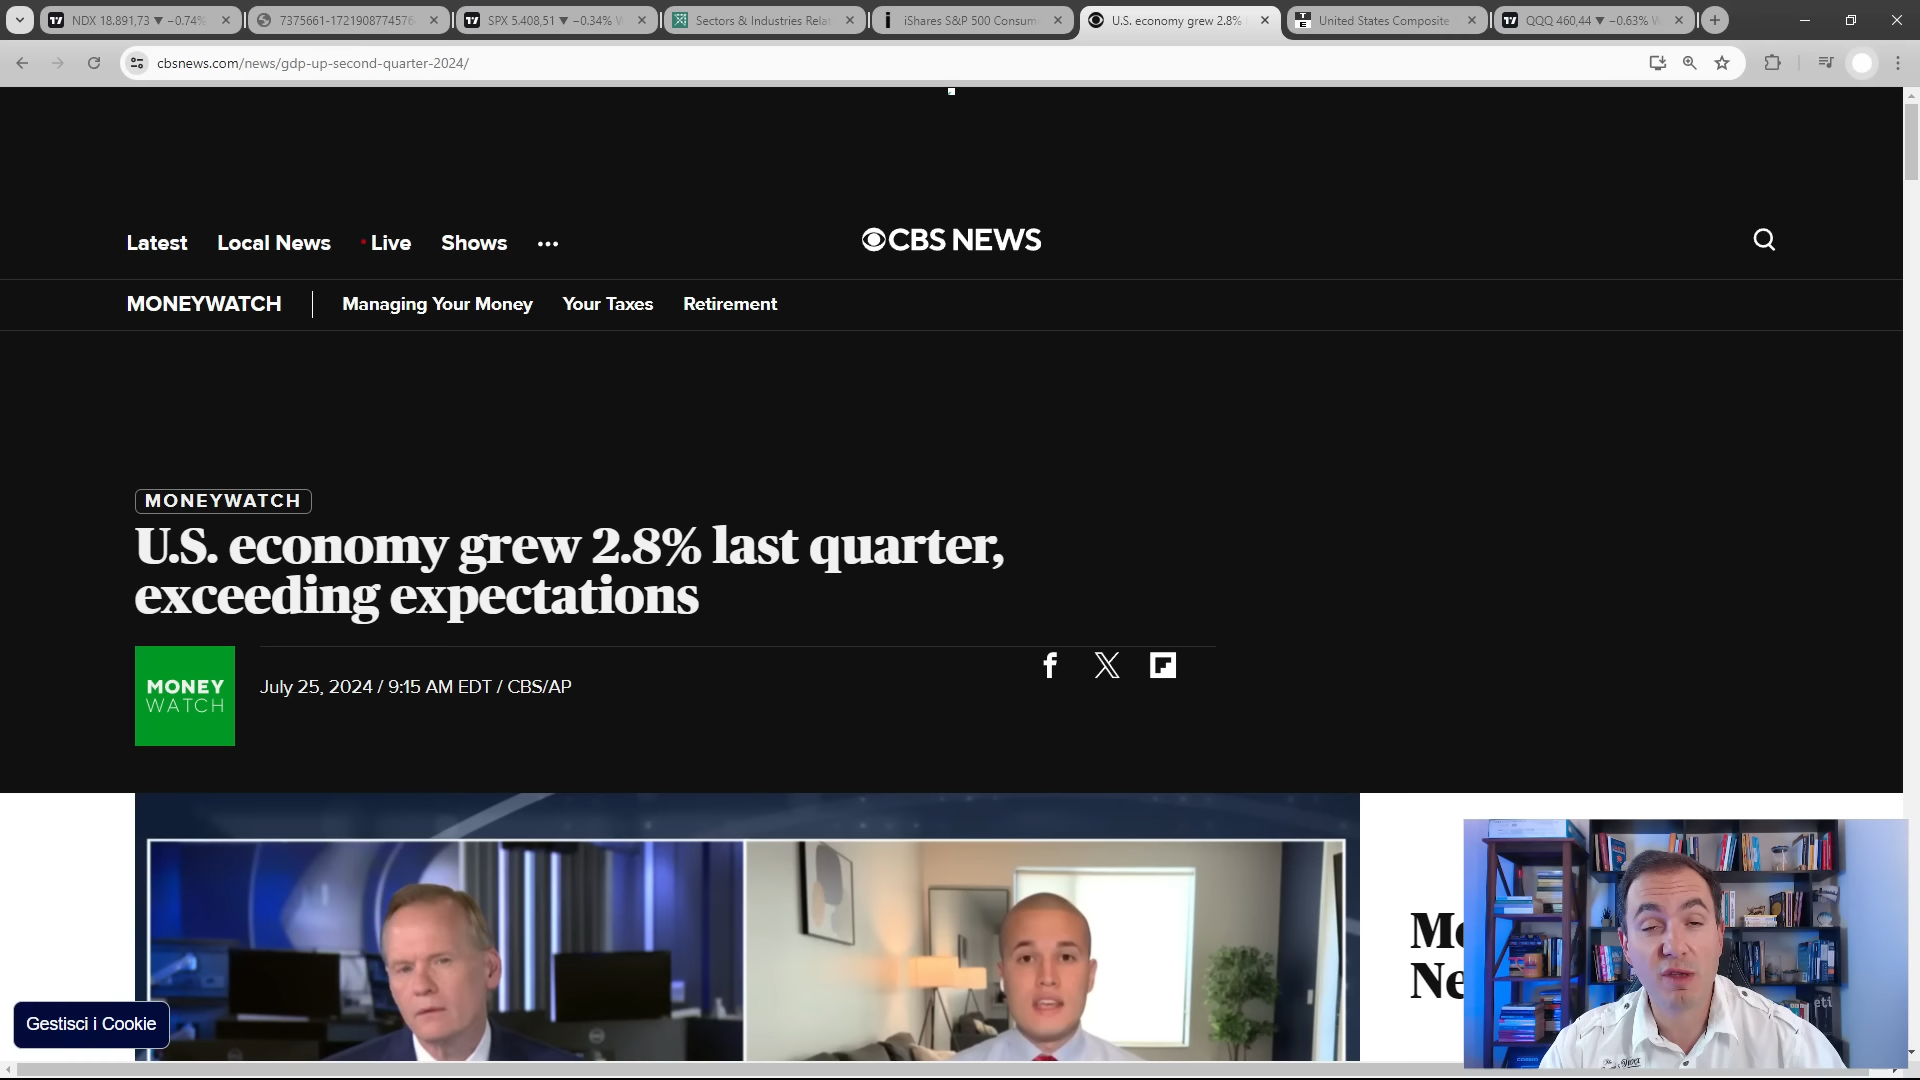 NDX 18.891,73 ▼ −0.74%
7375661-1721908774576
SPX 5.408,51 ▼ −0.34%
Sectors & Industries Rela
iShares S&P 500 Consum
U.S. economy grew 2.8%
United States Composite
QQQ 460,44 ▼ −0.63%
cbsnews.com/news/gdp-up-second-quarter-2024/
Latest
Local News
Live
Shows
CBS NEWS
MONEYWATCH
Managing Your Money
Your Taxes
Retirement
MONEYWATCH
U.S. economy grew 2.8% last quarter,
exceeding expectations
MONEY
WATCH
July 25, 2024 / 9:15 AM EDT / CBS/AP
Gestisci i Cookie